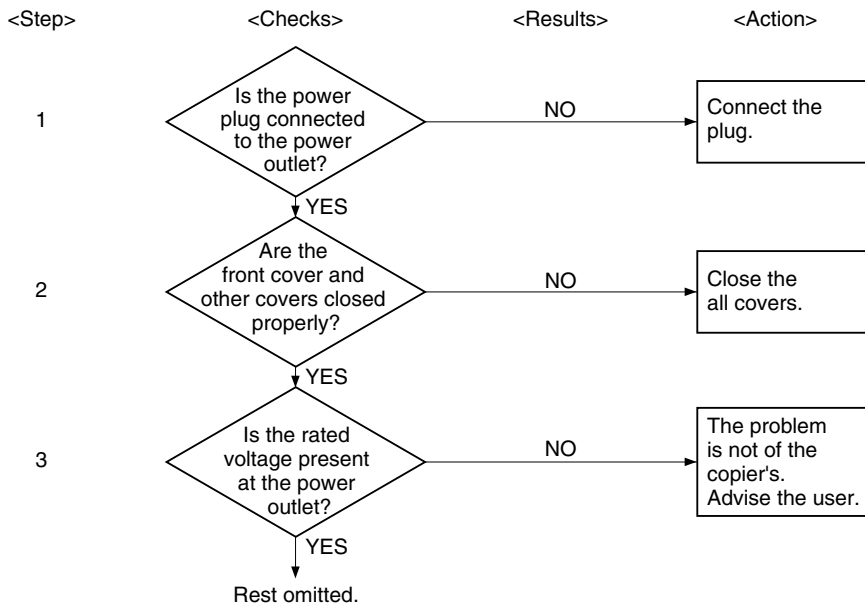 <Step>
<Checks>
<Results>
<Action>
1
Is the power
plug connected
to the power
outlet?
NO
Connect the
plug.
YES
2
Are the
front cover and
other covers closed
properly?
NO
Close the
all covers.
YES
3
Is the rated
voltage present
at the power
outlet?
NO
The problem
is not of the
copier's.
Advise the user.
YES
Rest omitted.